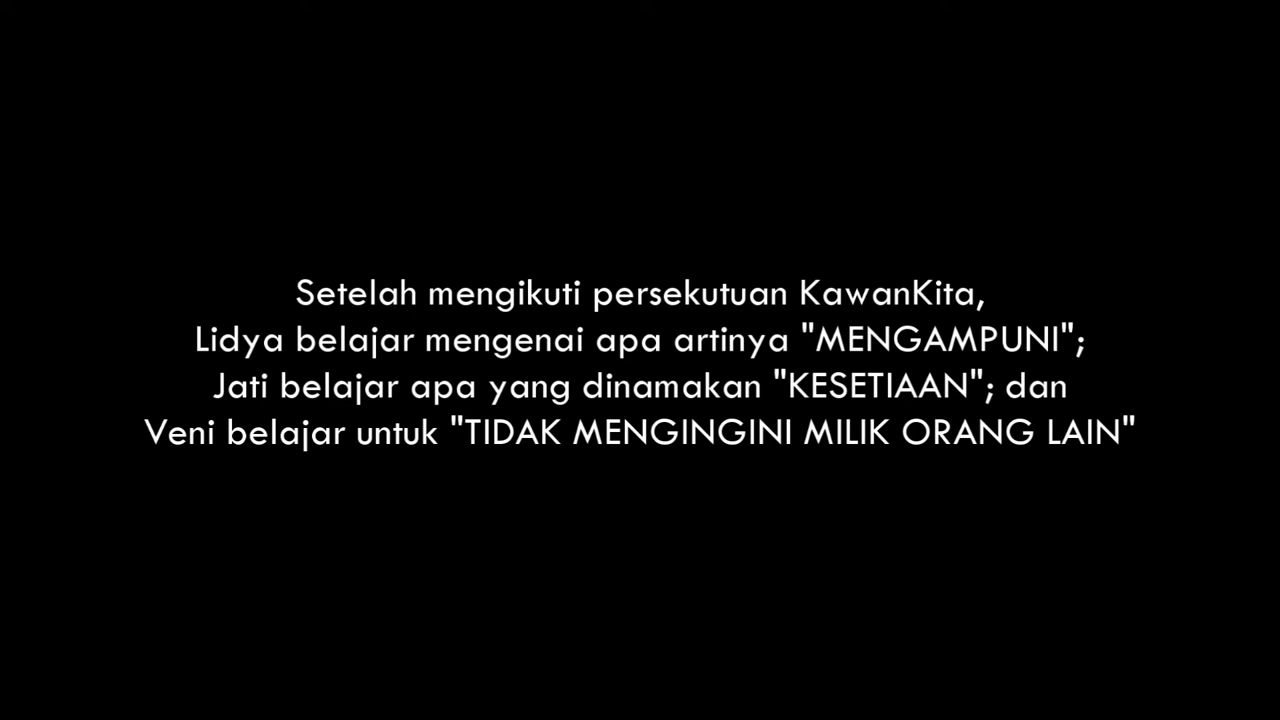 Setelah mengikuti persekutuan KawanKita,
Lidya belajar mengenai apa artinya "MENGAMPUNI";
Jati belajar apa yang dinamakan "KESETIAAN"; dan
Veni belajar untuk "TIDAK MENGINGINI MILIK ORANG LAIN"